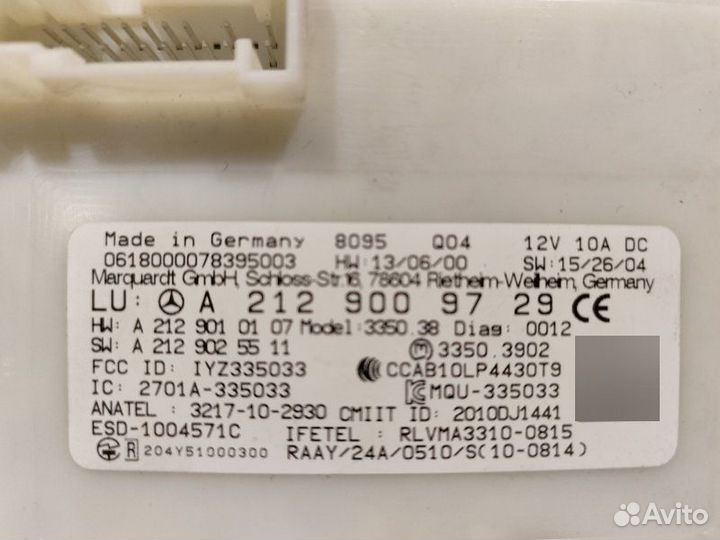 Made in Germany 8095 Q04 12V 10A DC
0618000078395003 HW:13/06/00 SW:15/26/04
Marquardt GmbH, Schloss-Str.16, 78604 Rietheim-Weilheim, Germany
LU: A 212 900 97 29 CE
HW: A 212 901 01 07 Model:3350.38 Diag: 0012
SW: A 212 902 55 11 M 3350.3902
FCC ID: IYZ335033 CCAB10LP4430T9
IC: 2701A-335033 MQU-335033
ANATEL: 3217-10-2930 CMIIT ID: 2010DJ1441
ESD-1004571C IFETEL: RLVMA3310-0815
R 204Y51000300 RAAY/24A/0510/S(10-0814)
Avito